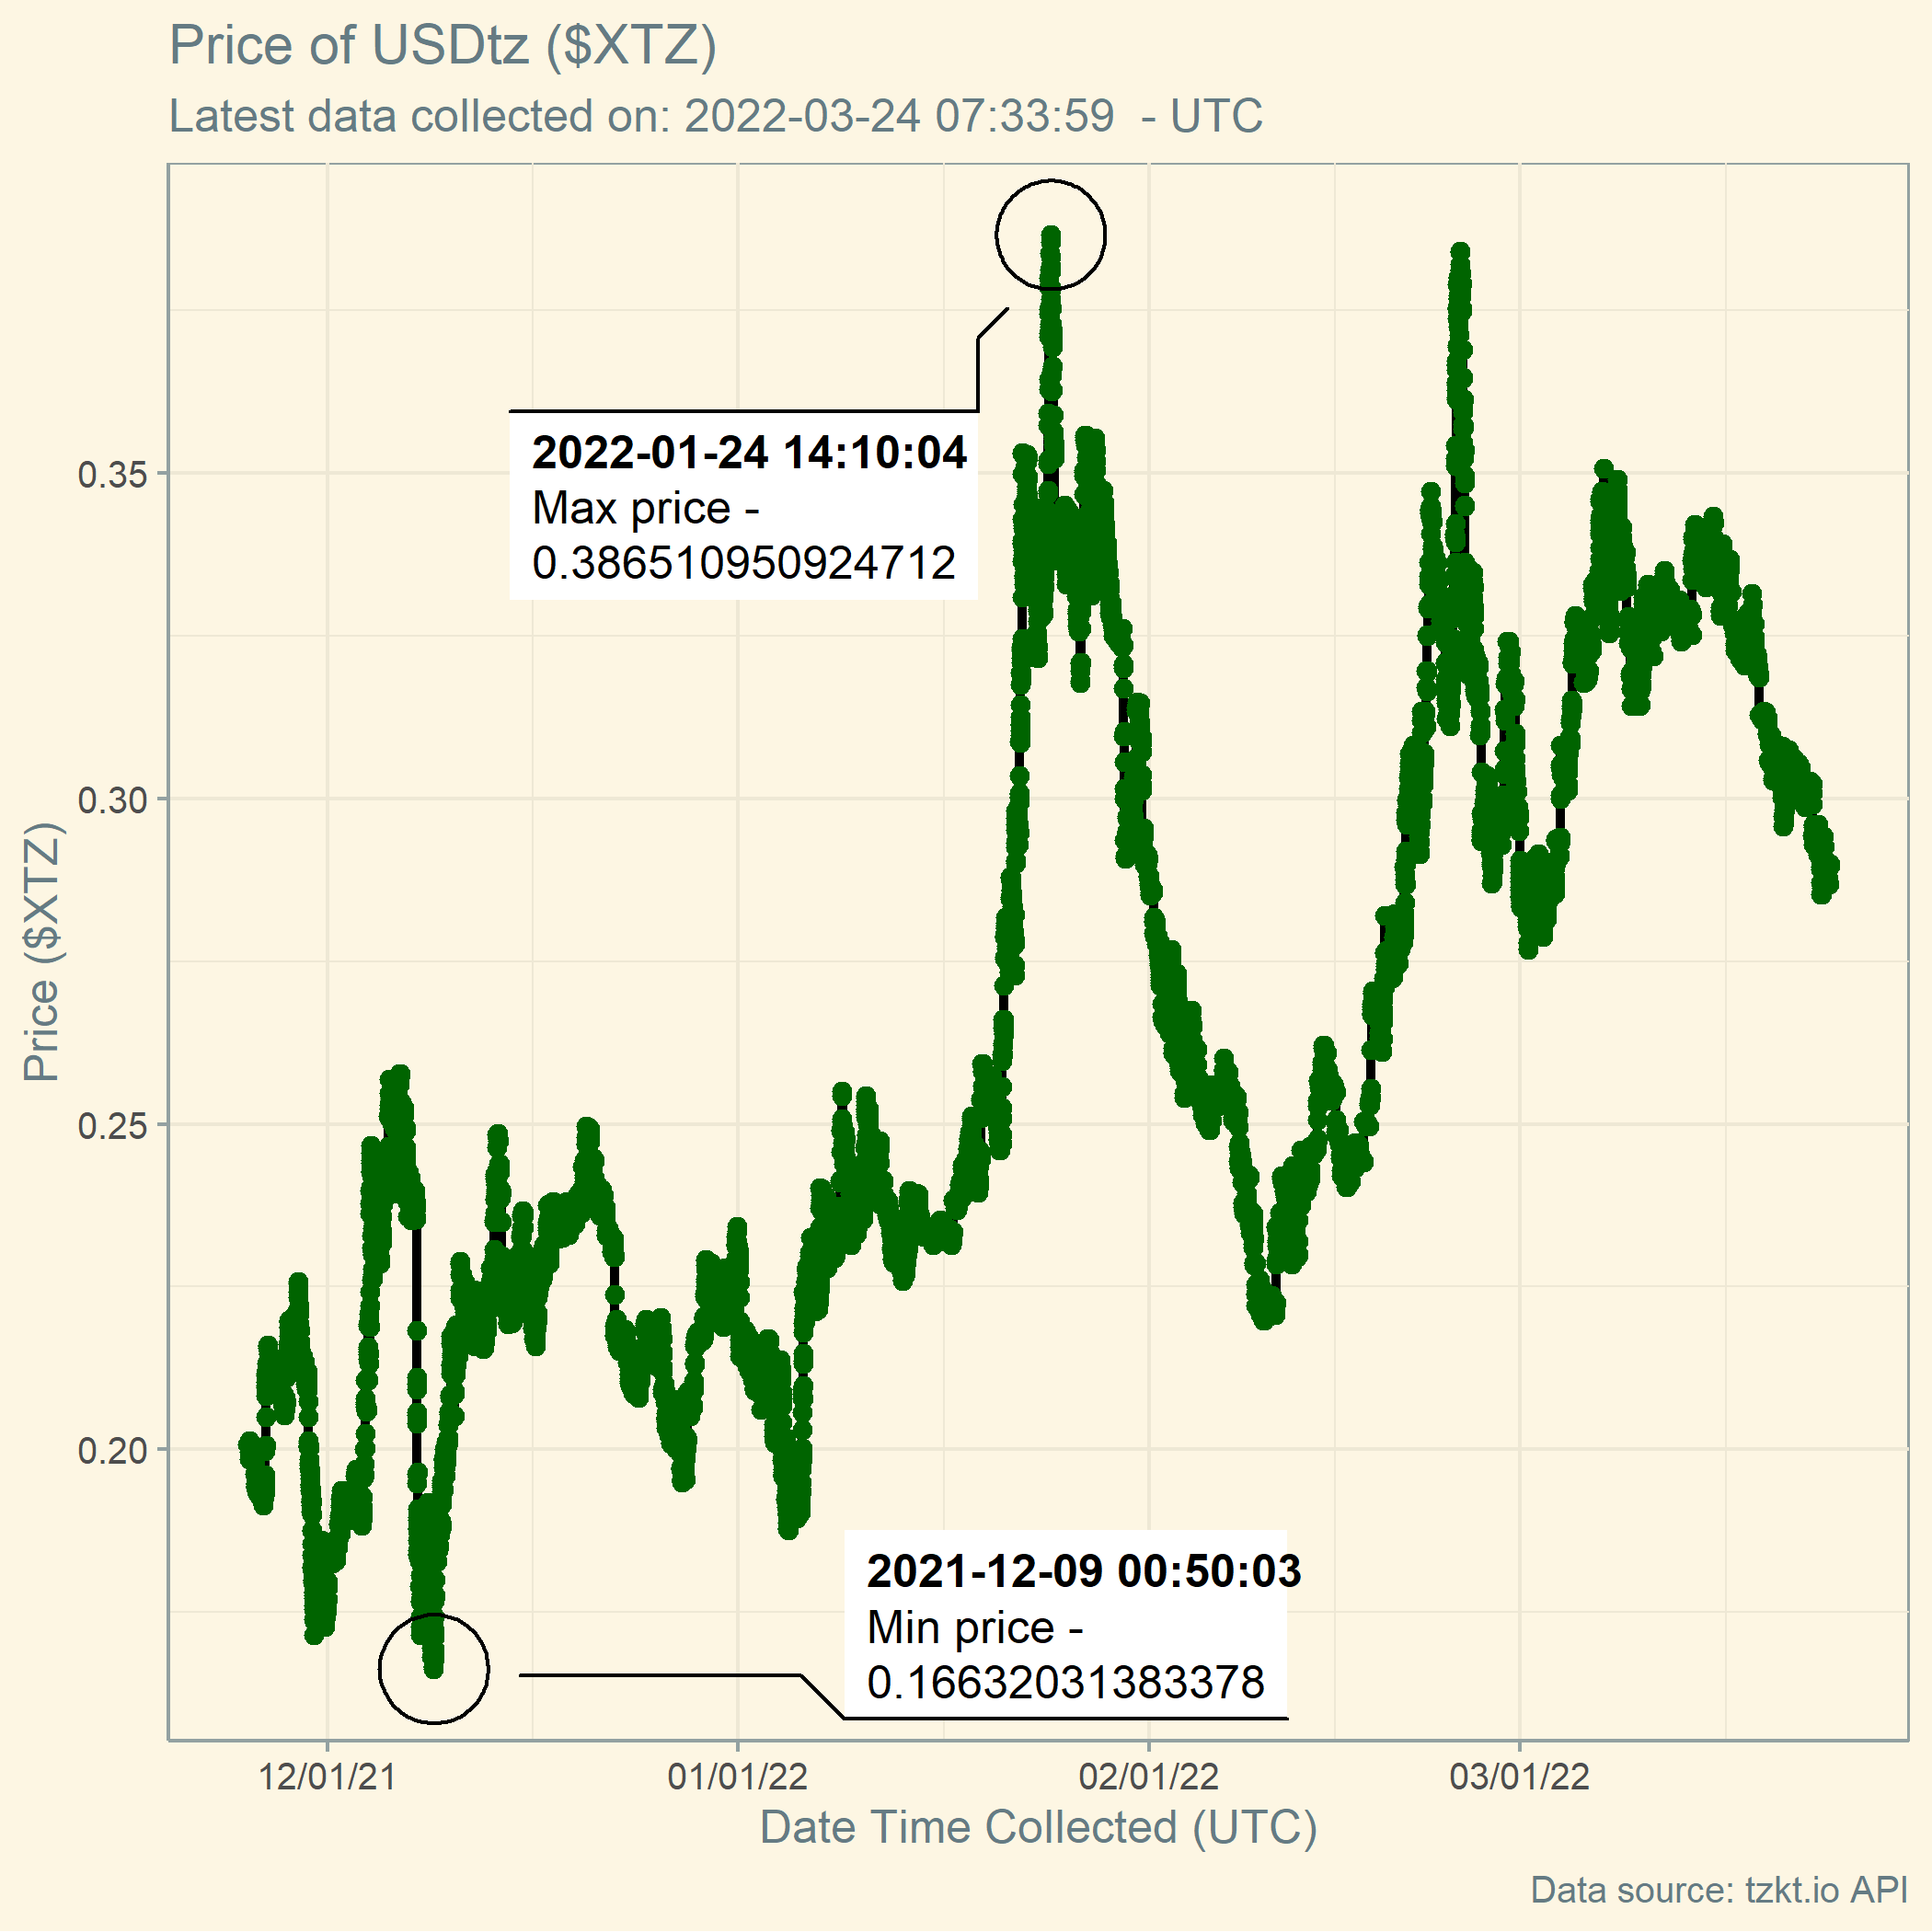 Price of USDtz ($XTZ)
Latest data collected on: 2022-03-24 07:33:59  - UTC
2022-01-24 14:10:04
Max price -
0.386510950924712
0.35
0.30
0.25
0.20
Price ($XTZ)
2021-12-09 00:50:03
Min price -
0.16632031383378
12/01/21
01/01/22
02/01/22
03/01/22
Date Time Collected (UTC)
Data source: tzkt.io API